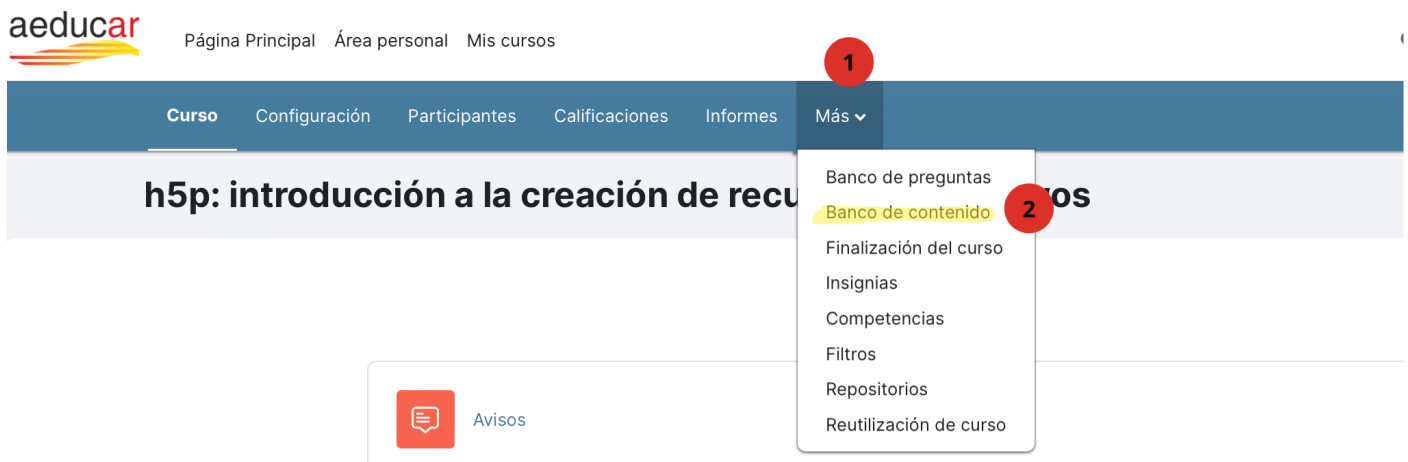 aeducar
Página Principal Área personal Mis cursos
1
Curso Configuración Participantes Calificaciones Informes Más
h5p: introducción a la creación de recu os
Banco de preguntas
Banco de contenido 2
Finalización del curso
Insignias
Competencias
Filtros
Repositorios
Reutilización de curso
Avisos